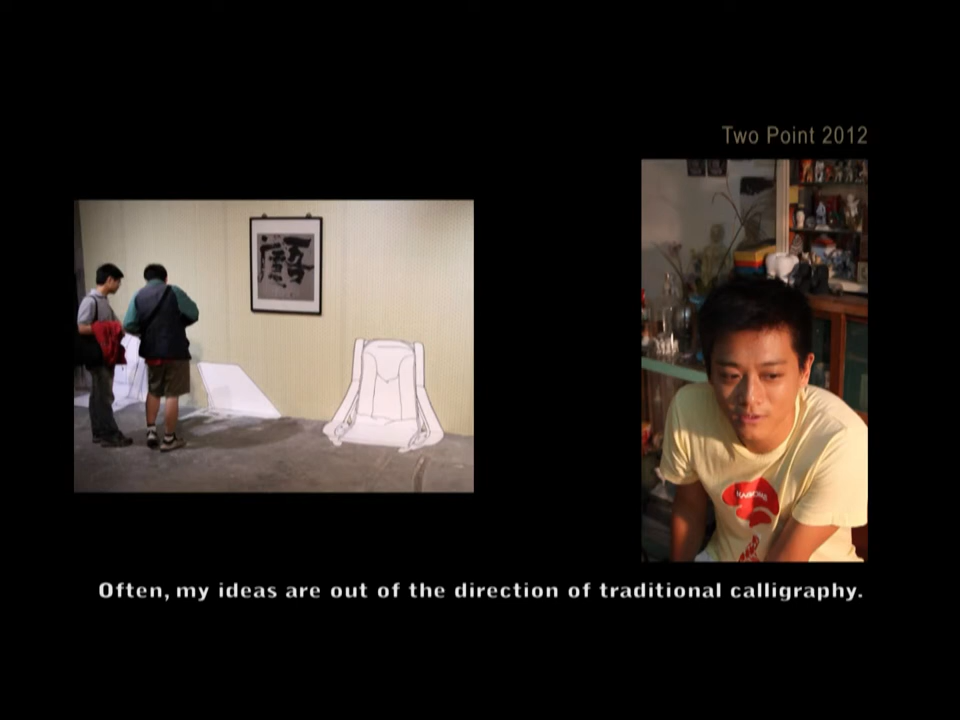 Two Point 2012
Often, my ideas are out of the direction of traditional calligraphy.